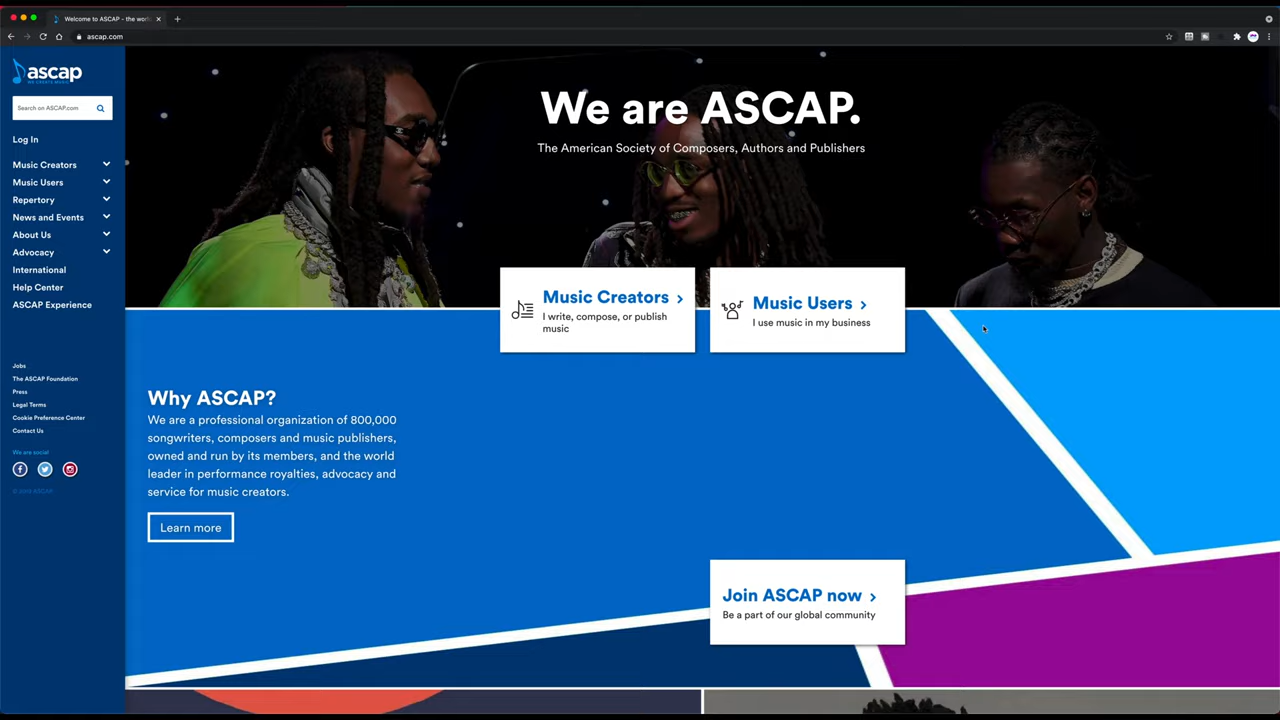 Welcome to ASCAP - the worl
ascap.com
ascap
WE CREATE MUSIC
Search on ASCAP.com
Log In
Music Creators
Music Users
Repertory
News and Events
About Us
Advocacy
International
Help Center
ASCAP Experience
Jobs
The ASCAP Foundation
Press
Legal Terms
Cookie Preference Center
Contact Us
We are social
We are ASCAP.
The American Society of Composers, Authors and Publishers
Music Creators
I write, compose, or publish
music
Music Users
I use music in my business
Why ASCAP?
We are a professional organization of 800,000
songwriters, composers and music publishers,
owned and run by its members, and the world
leader in performance royalties, advocacy and
service for music creators.
Learn more
Join ASCAP now
Be a part of our global community